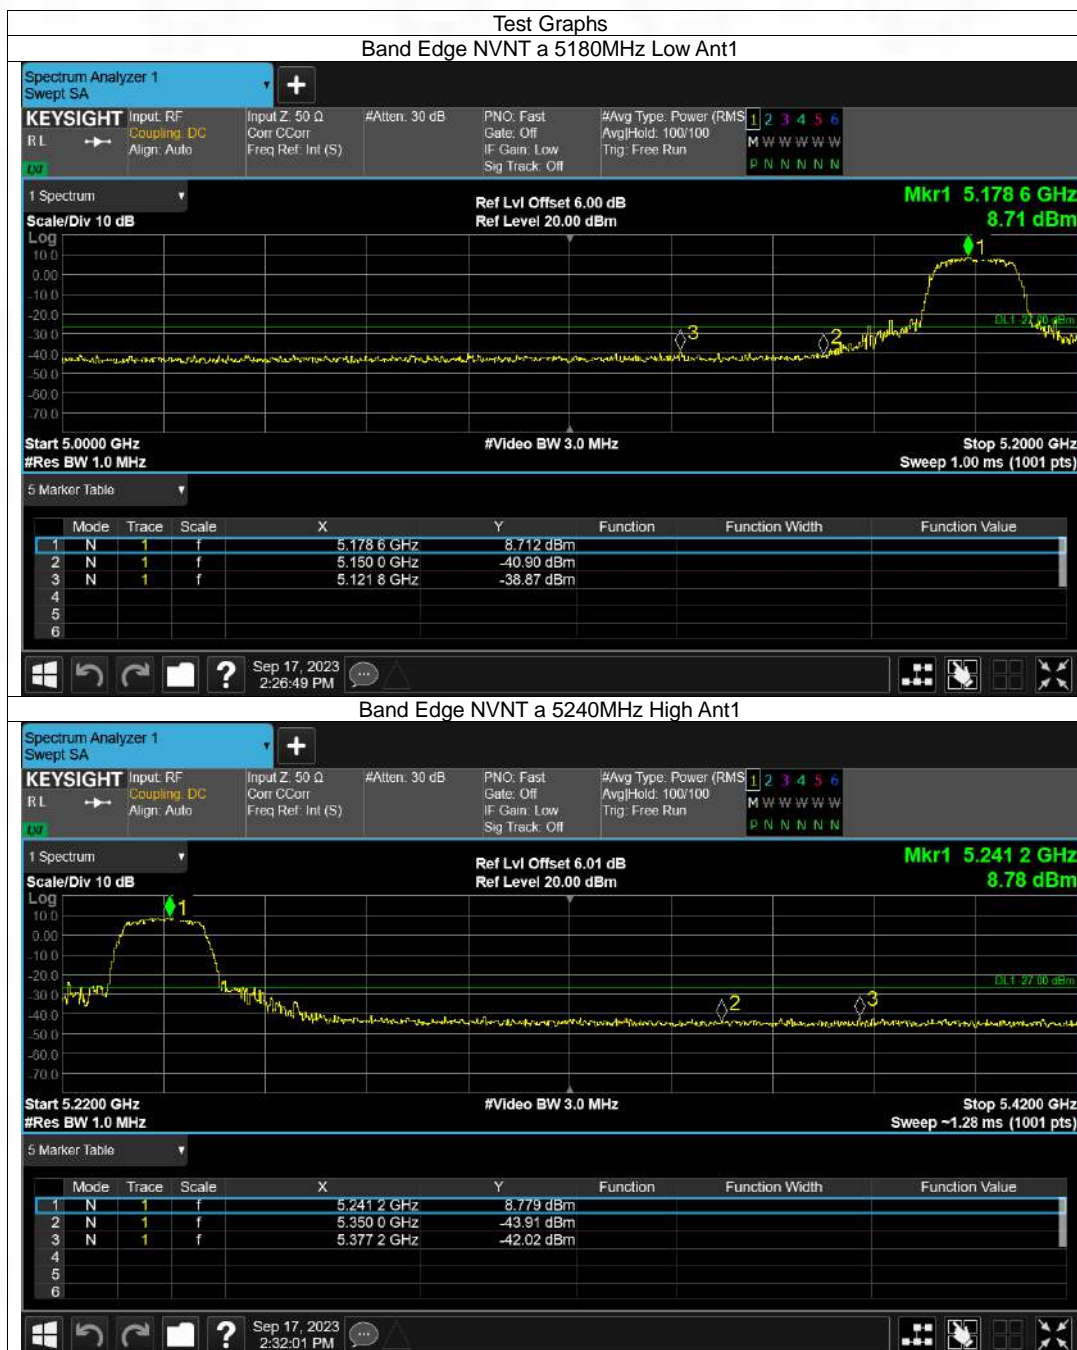 Test Graphs
Band Edge NVNT a 5180MHz Low Ant1
Spectrum Analyzer 1
Swept SA
+
KEYSIGHT Input: RF Input Z: 50 Ω #Atten: 30 dB PNO: Fast #Avg Type: Power (RMS 1 2 3 4 5 6
RL Coupling: DC Corr CCorr Gate: Off Avg|Hold: 100/100 M W W W W W
Align: Auto Freq Ref: Int (S) IF Gain: Low Trig: Free Run
Sig Track: Off P N N N N N
1 Spectrum Ref Lvl Offset 6.00 dB Mkr1 5.178 6 GHz
Scale/Div 10 dB Ref Level 20.00 dBm 8.71 dBm
Log
10.0
0.00
-10.0
-20.0
-30.0
-40.0
-50.0
-60.0
-70.0
1
DL1 -27.00 dBm
3
2
Start 5.0000 GHz #Video BW 3.0 MHz Stop 5.2000 GHz
#Res BW 1.0 MHz Sweep 1.00 ms (1001 pts)
5 Marker Table
Mode Trace Scale X Y Function Function Width Function Value
1 N 1 f 5.178 6 GHz 8.712 dBm
2 N 1 f 5.150 0 GHz -40.90 dBm
3 N 1 f 5.121 8 GHz -38.87 dBm
4
5
6
? Sep 17, 2023
2:26:49 PM
Band Edge NVNT a 5240MHz High Ant1
Spectrum Analyzer 1
Swept SA
+
KEYSIGHT Input: RF Input Z: 50 Ω #Atten: 30 dB PNO: Fast #Avg Type: Power (RMS 1 2 3 4 5 6
RL Coupling: DC Corr CCorr Gate: Off Avg|Hold: 100/100 M W W W W W
Align: Auto Freq Ref: Int (S) IF Gain: Low Trig: Free Run
Sig Track: Off P N N N N N
1 Spectrum Ref Lvl Offset 6.01 dB Mkr1 5.241 2 GHz
Scale/Div 10 dB Ref Level 20.00 dBm 8.78 dBm
Log
10.0
0.00
-10.0
-20.0
-30.0
-40.0
-50.0
-60.0
-70.0
1
DL1 -27.00 dBm
2
3
Start 5.2200 GHz #Video BW 3.0 MHz Stop 5.4200 GHz
#Res BW 1.0 MHz Sweep ~1.28 ms (1001 pts)
5 Marker Table
Mode Trace Scale X Y Function Function Width Function Value
1 N 1 f 5.241 2 GHz 8.779 dBm
2 N 1 f 5.350 0 GHz -43.91 dBm
3 N 1 f 5.377 2 GHz -42.02 dBm
4
5
6
? Sep 17, 2023
2:32:01 PM